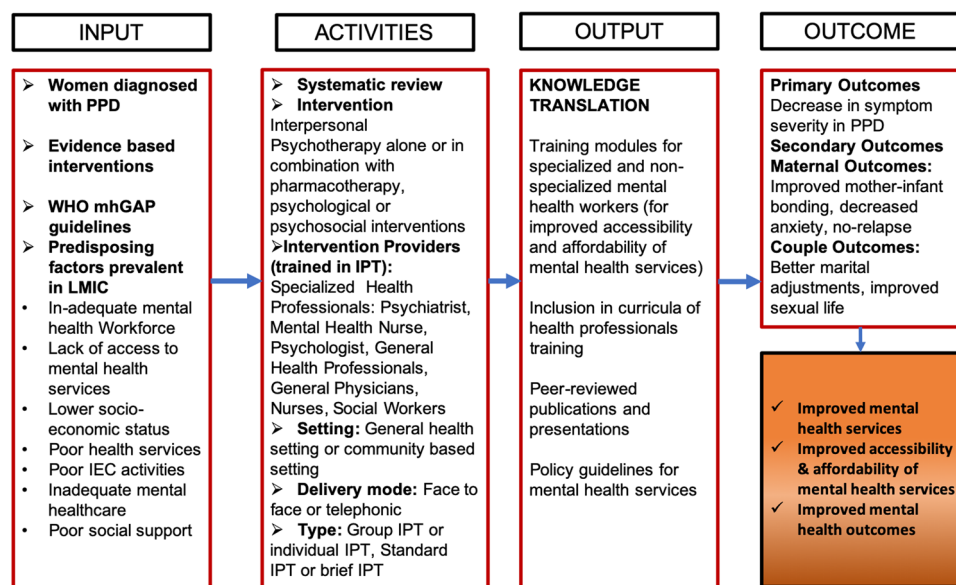 INPUT
ACTIVITIES
OUTPUT
OUTCOME
➢ Women diagnosed
with PPD
➢ Evidence based
interventions
➢ WHO mhGAP
guidelines
➢ Predisposing
factors prevalent
in LMIC
• In-adequate mental
health Workforce
• Lack of access to
mental health
services
• Lower socio-
economic status
• Poor health services
• Poor IEC activities
• Inadequate mental
healthcare
• Poor social support
➢ Systematic review
➢ Intervention
Interpersonal
Psychotherapy alone or in
combination with
pharmacotherapy,
psychological or
psychosocial interventions
➢Intervention Providers
(trained in IPT):
Specialized Health
Professionals: Psychiatrist,
Mental Health Nurse,
Psychologist, General
Health Professionals,
General Physicians,
Nurses, Social Workers
➢ Setting: General health
setting or community based
setting
➢ Delivery mode: Face to
face or telephonic
➢ Type: Group IPT or
individual IPT, Standard
IPT or brief IPT
KNOWLEDGE
TRANSLATION
Training modules for
specialized and non-
specialized mental
health workers (for
improved accessibility
and affordability of
mental health services)
Inclusion in curricula of
health professionals
training
Peer-reviewed
publications and
presentations
Policy guidelines for
mental health services
Primary Outcomes
Decrease in symptom
severity in PPD
Secondary Outcomes
Maternal Outcomes:
Improved mother-infant
bonding, decreased
anxiety, no-relapse
Couple Outcomes:
Better marital
adjustments, improved
sexual life
✓ Improved mental
health services
✓ Improved accessibility
& affordability of
mental health services
✓ Improved mental
health outcomes